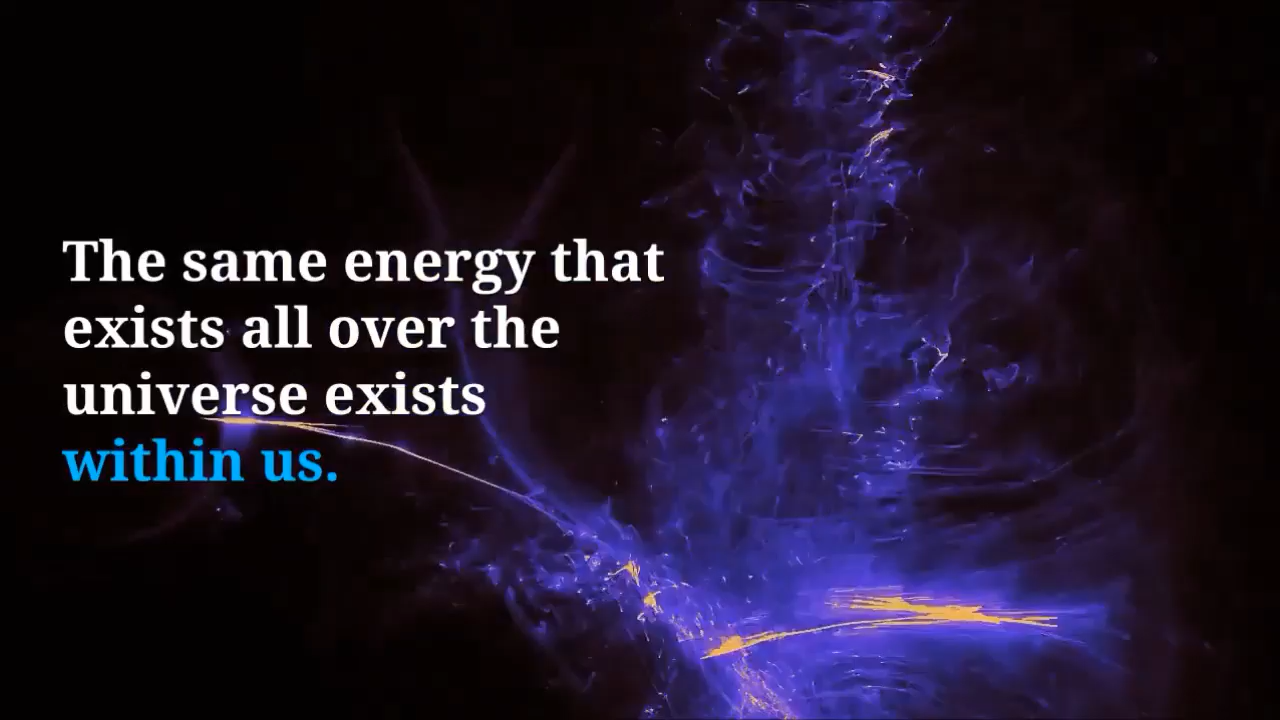 The same energy that
exists all over the
universe exists
within us.